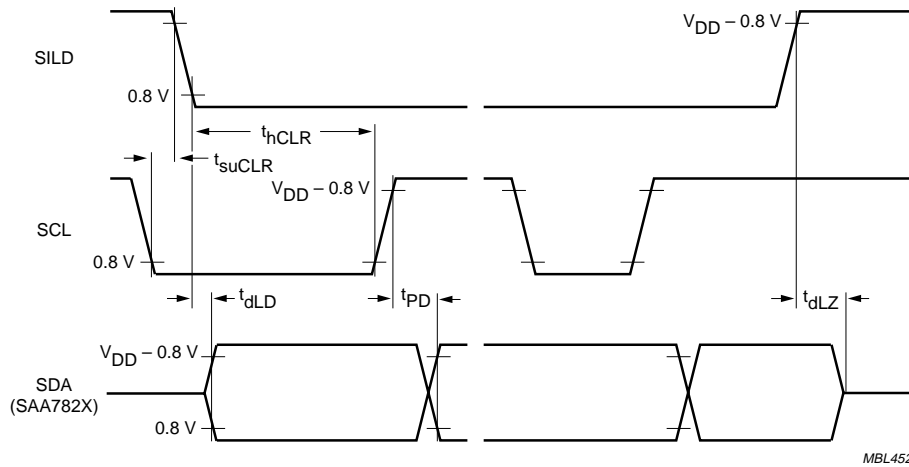 V_DD – 0.8 V
SILD
0.8 V
t_hCLR
t_suCLR
V_DD – 0.8 V
SCL
0.8 V
t_dLD
t_PD
t_dLZ
V_DD – 0.8 V
SDA
(SAA782X)
0.8 V
MBL452